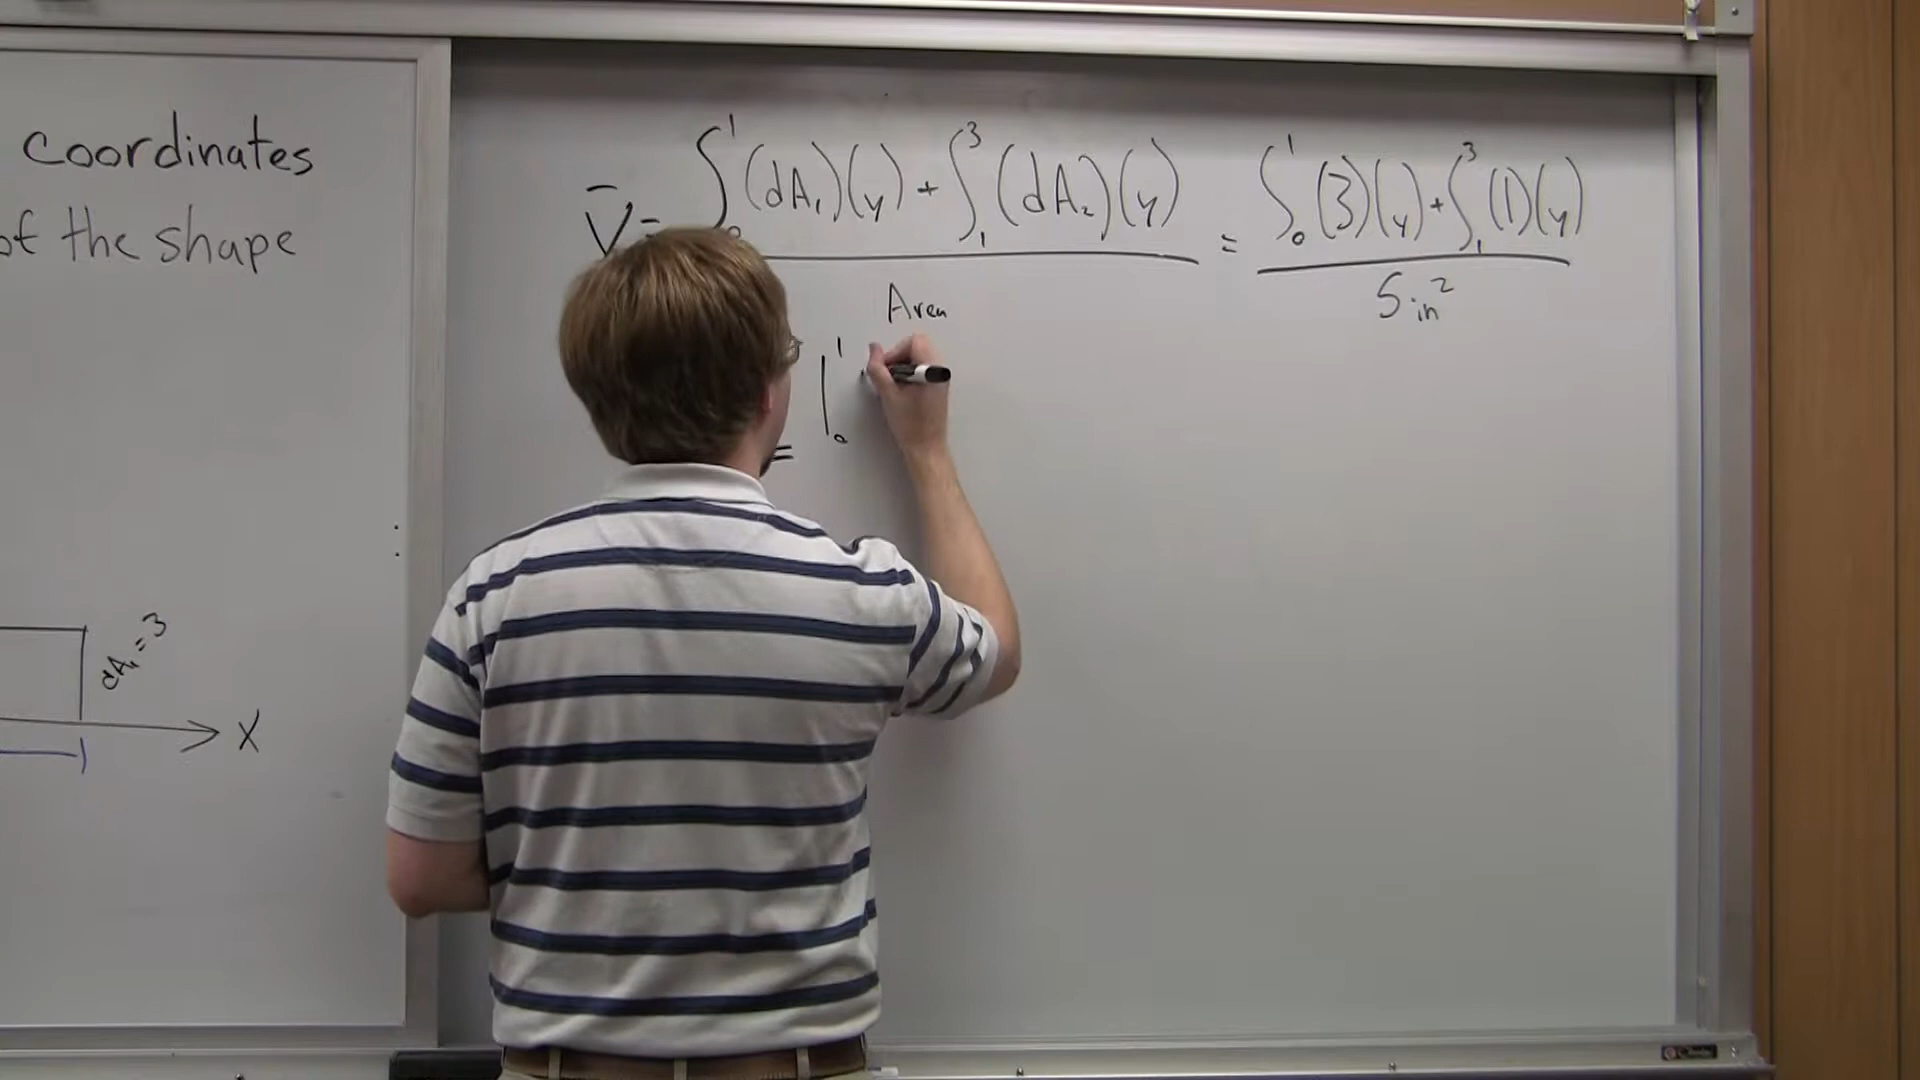 coordinates
of the shape
dA₁ = 3
X
ȳ = ∫₀¹ (dA₁)(y) + ∫₁³ (dA₂)(y) = ∫₀¹ (3)(y) + ∫₁³ (1)(y)
Area
5 in²
= |₀¹